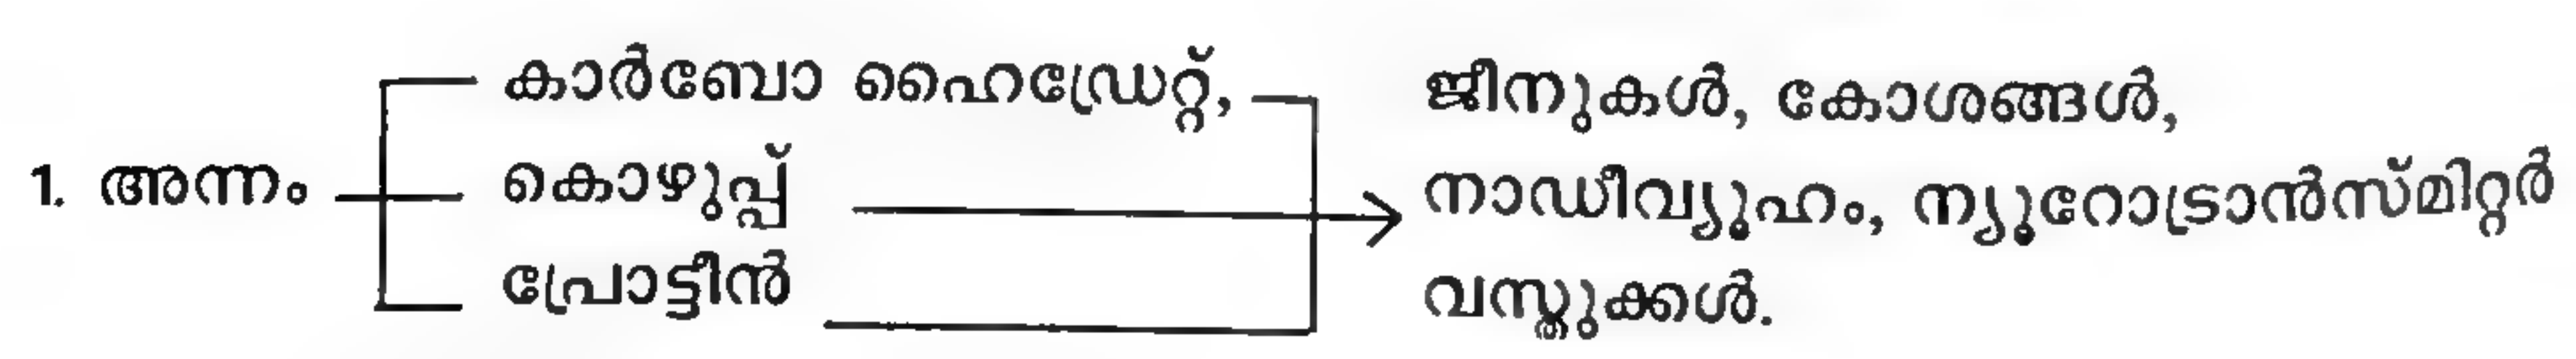 കാർബോ ഹൈഡ്രേറ്റ്, ജീനുകൾ, കോശങ്ങൾ,
1. അന്നം കൊഴുപ്പ് നാഡീവ്യൂഹം, ന്യൂറോട്രാൻസ്മിറ്റർ
പ്രോട്ടീൻ വസ്തുക്കൾ.